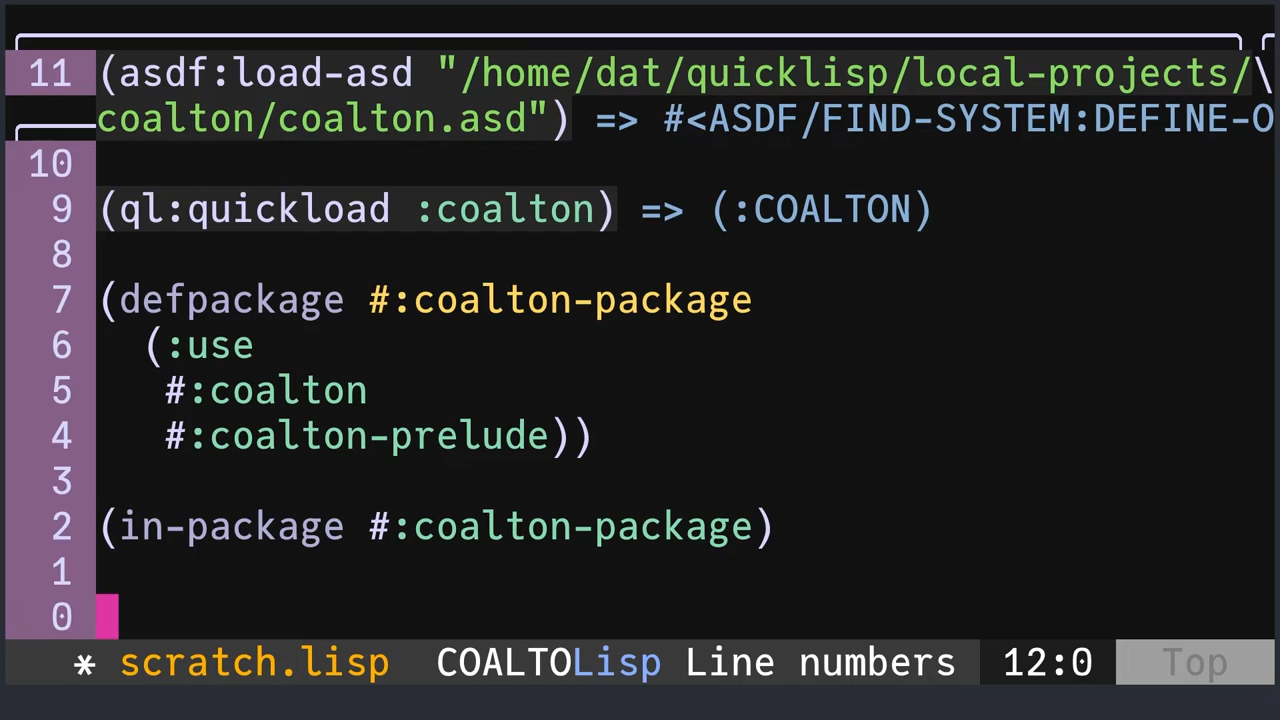 11 (asdf:load-asd "/home/dat/quicklisp/local-projects/\
coalton/coalton.asd") => #<ASDF/FIND-SYSTEM:DEFINE-O
10
9 (ql:quickload :coalton) => (:COALTON)
8
7 (defpackage #:coalton-package
6 (:use
5 #:coalton
4 #:coalton-prelude))
3
2 (in-package #:coalton-package)
1
0
* scratch.lisp COALTOLisp Line numbers 12:0 Top